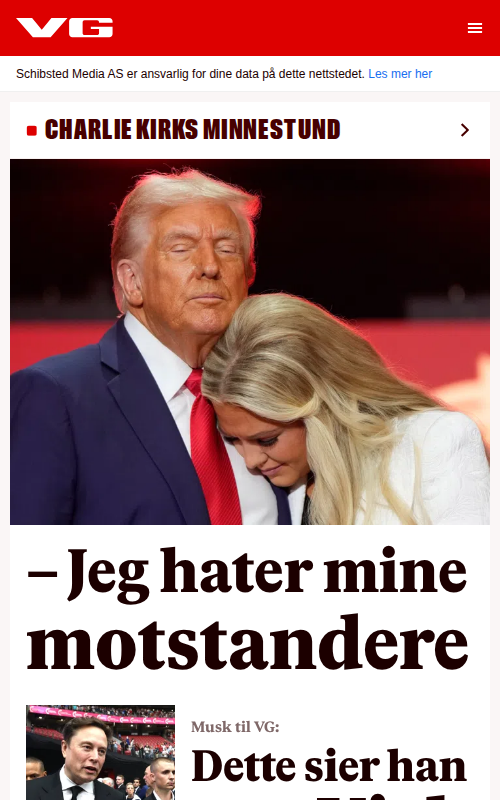 VG
Schibsted Media AS er ansvarlig for dine data på dette nettstedet. Les mer her
CHARLIE KIRKS MINNESTUND
– Jeg hater mine
motstandere
Musk til VG:
Dette sier han